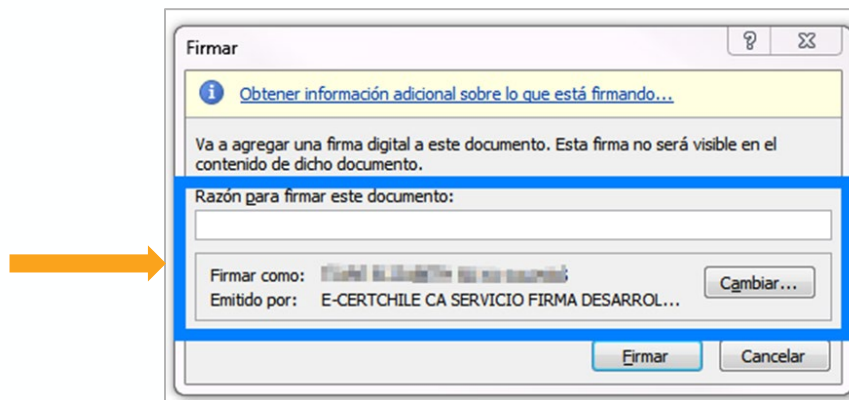 Firmar
Obtener información adicional sobre lo que está firmando...
Va a agregar una firma digital a este documento. Esta firma no será visible en el
contenido de dicho documento.
Razón para firmar este documento:
Firmar como:
Cambiar...
Emitido por: E-CERTCHILE CA SERVICIO FIRMA DESARROL...
Firmar Cancelar